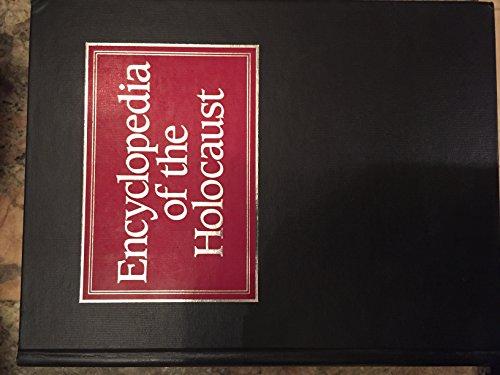 Encyclopedia
of the
Holocaust